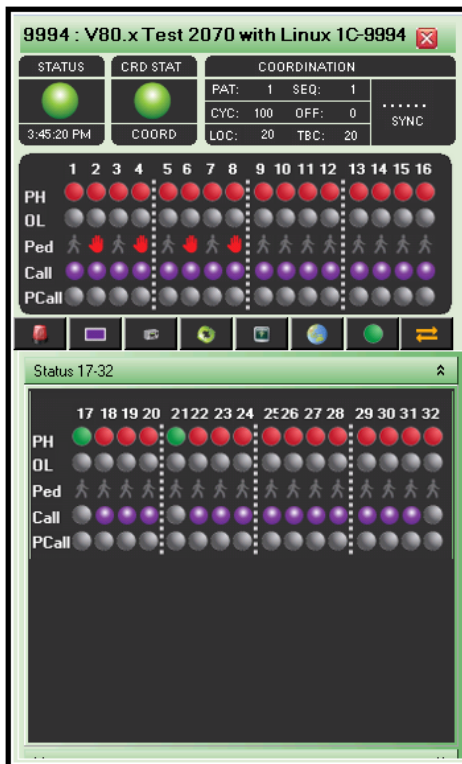 9994 : V80.x Test 2070 with Linux 1C-9994
STATUS CRD STAT COORDINATION
PAT: 1 SEQ: 1
CYC: 100 OFF: 0 SYNC
3:45:20 PM COORD LOC: 20 TBC: 20
1 2 3 4 5 6 7 8 9 10 11 12 13 14 15 16
PH
OL
Ped
Call
PCall
Status 17-32
17 18 19 20 21 22 23 24 25 26 27 28 29 30 31 32
PH
OL
Ped
Call
PCall